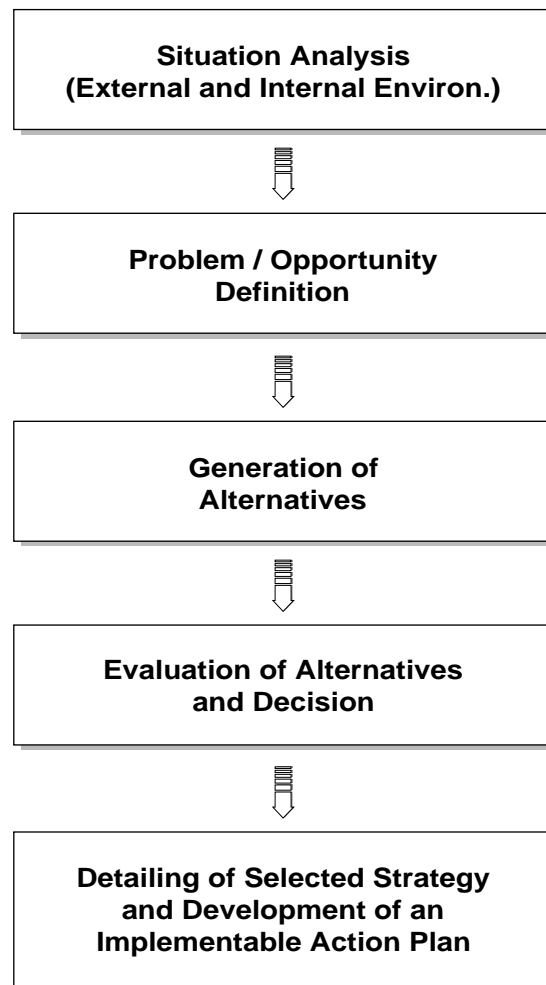 Situation Analysis
(External and Internal Environ.)
Problem / Opportunity
Definition
Generation of
Alternatives
Evaluation of Alternatives
and Decision
Detailing of Selected Strategy
and Development of an
Implementable Action Plan